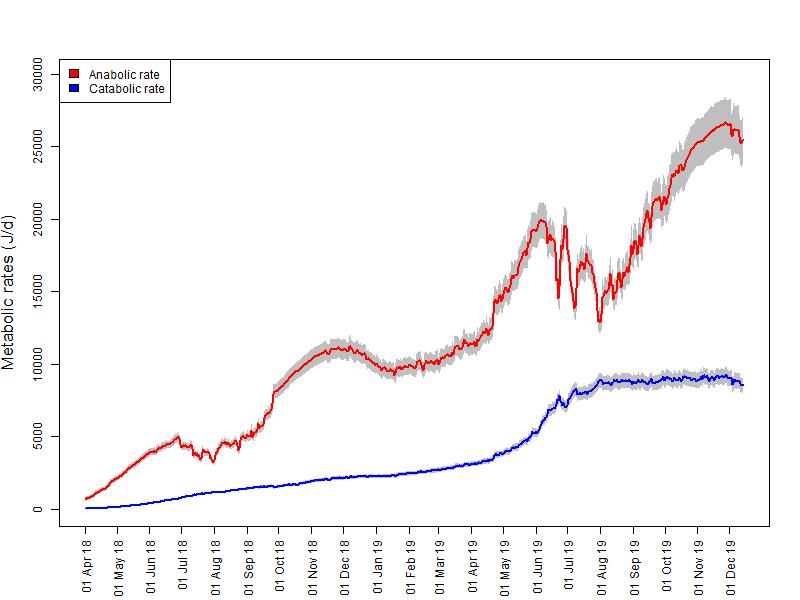 Anabolic rate
Catabolic rate
Metabolic rates (J/d)
30000
25000
20000
15000
10000
5000
0
01 Apr 18
01 May 18
01 Jun 18
01 Jul 18
01 Aug 18
01 Sep 18
01 Oct 18
01 Nov 18
01 Dec 18
01 Jan 19
01 Feb 19
01 Mar 19
01 Apr 19
01 May 19
01 Jun 19
01 Jul 19
01 Aug 19
01 Sep 19
01 Oct 19
01 Nov 19
01 Dec 19